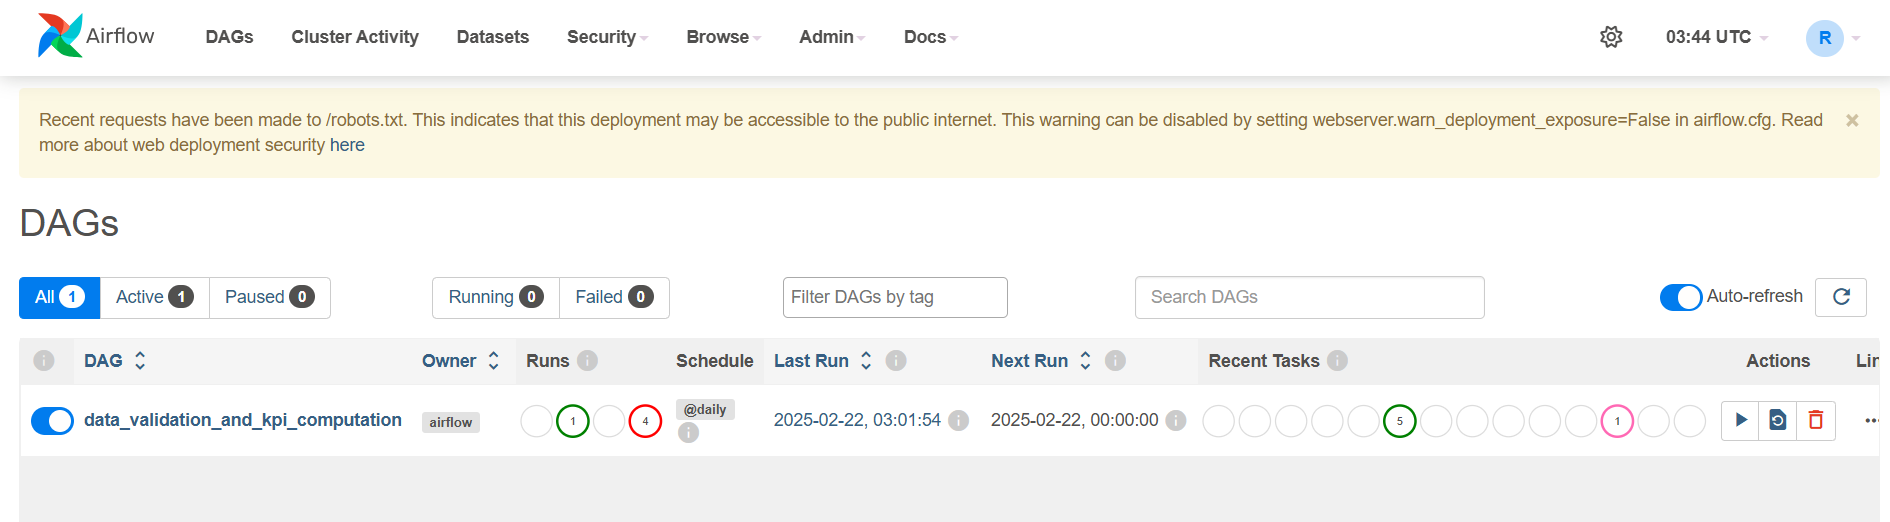 Airflow DAGs Cluster Activity Datasets Security Browse Admin Docs 03:44 UTC R
Recent requests have been made to /robots.txt. This indicates that this deployment may be accessible to the public internet. This warning can be disabled by setting webserver.warn_deployment_exposure=False in airflow.cfg. Read ×
more about web deployment security here
DAGs
All 1 Active 1 Paused 0 Running 0 Failed 0 Filter DAGs by tag Search DAGs Auto-refresh
i DAG Owner Runs i Schedule Last Run i Next Run i Recent Tasks i Actions Lin
data_validation_and_kpi_computation airflow 1 4 @daily i 2025-02-22, 03:01:54 i 2025-02-22, 00:00:00 i 5 1 ...